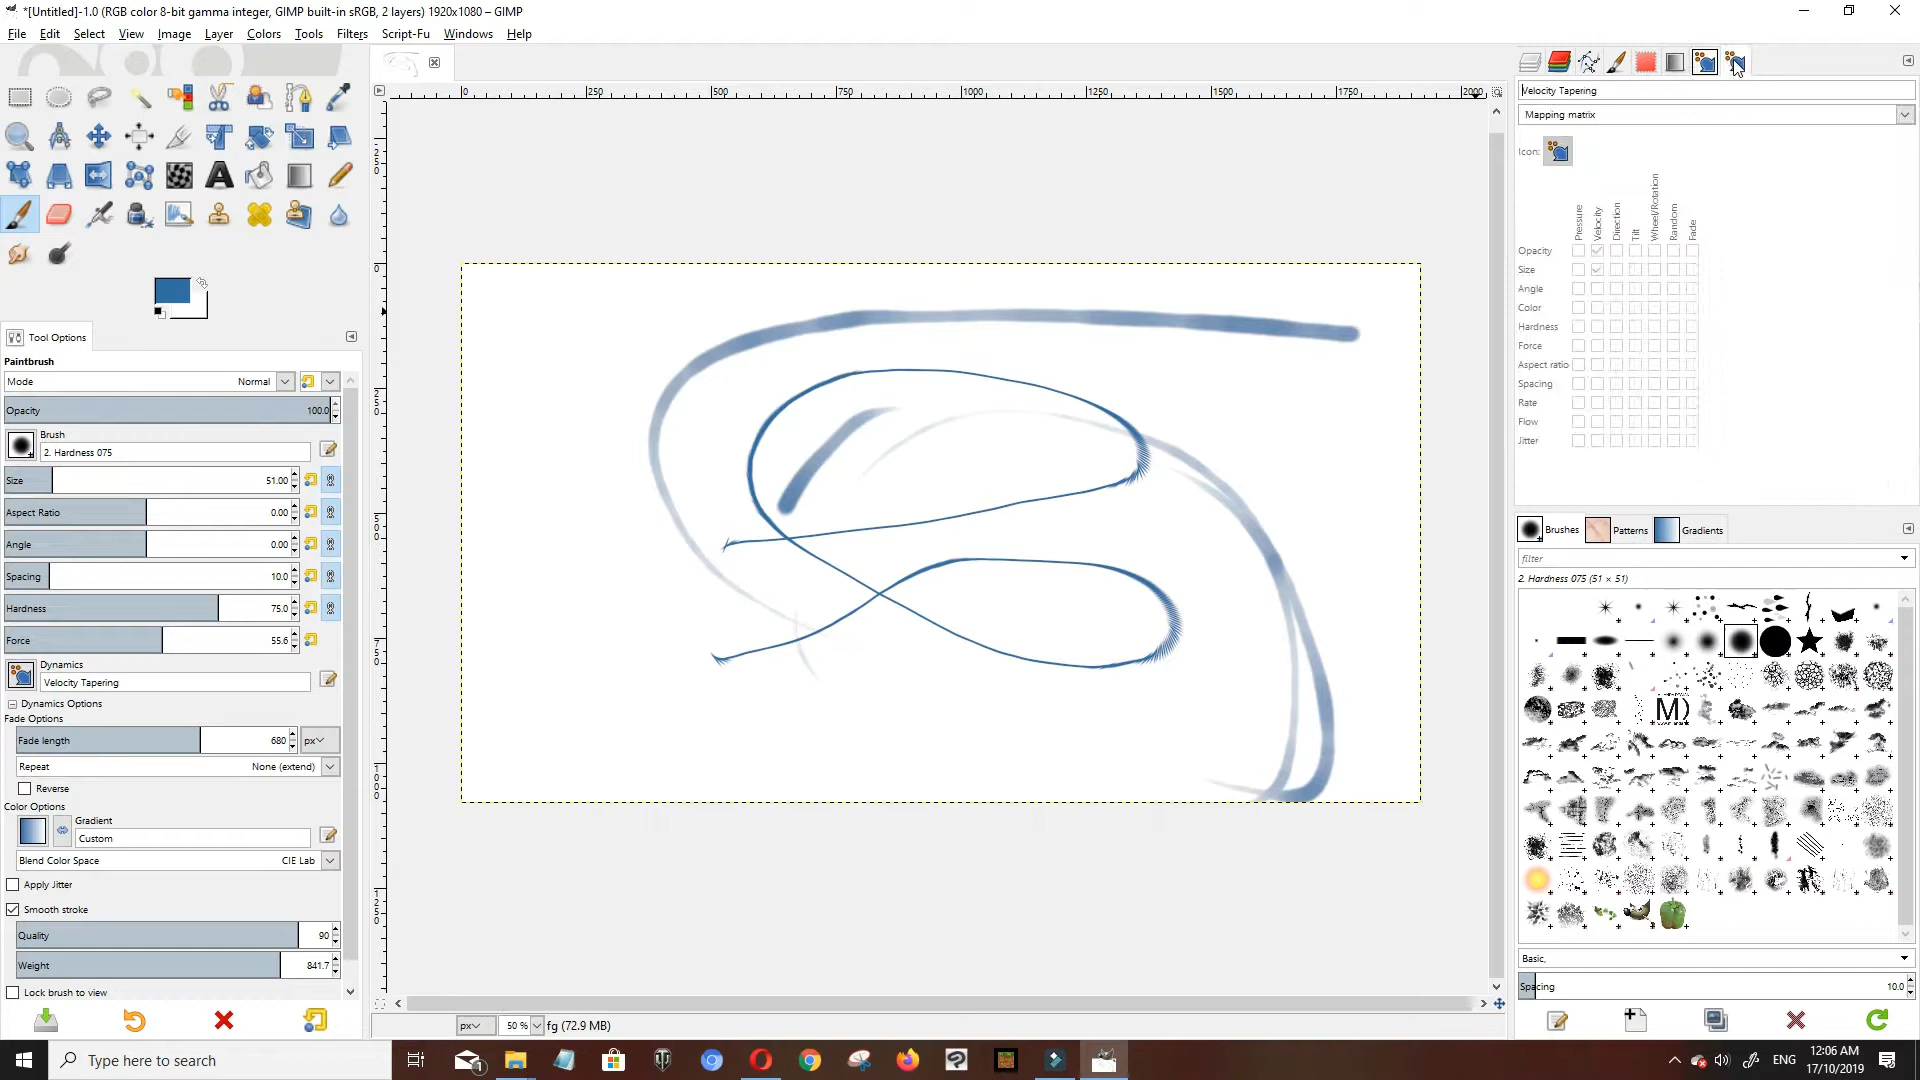 *[Untitled]-1.0 (RGB color 8-bit gamma integer, GIMP built-in sRGB, 2 layers) 1920x1080 – GIMP
File Edit Select View Image Layer Colors Tools Filters Script-Fu Windows Help
0 250 500 750 1000 1250 1500 1750 2000
Tool Options
Paintbrush
Mode Normal
Opacity 100.0
Brush
2. Hardness 075
Size 51.00
Aspect Ratio 0.00
Angle 0.00
Spacing 10.0
Hardness 75.0
Force 55.6
Dynamics
Velocity Tapering
Dynamics Options
Fade Options
Fade length 680 px
Repeat None (extend)
Reverse
Color Options
Gradient
Custom
Blend Color Space CIE Lab
Apply Jitter
Smooth stroke
Quality 90
Weight 841.7
Lock brush to view
0
250
500
750
1000
1250
px 50 % fg (72.9 MB)
Velocity Tapering
Mapping matrix
Icon:
Pressure Velocity Direction Tilt Wheel/Rotation Random Fade
Opacity
Size
Angle
Color
Hardness
Force
Aspect ratio
Spacing
Rate
Flow
Jitter
Brushes Patterns Gradients
filter
2. Hardness 075 (51 × 51)
M)
Basic,
Spacing 10.0
Type here to search
1
ENG
12:06 AM
17/10/2019